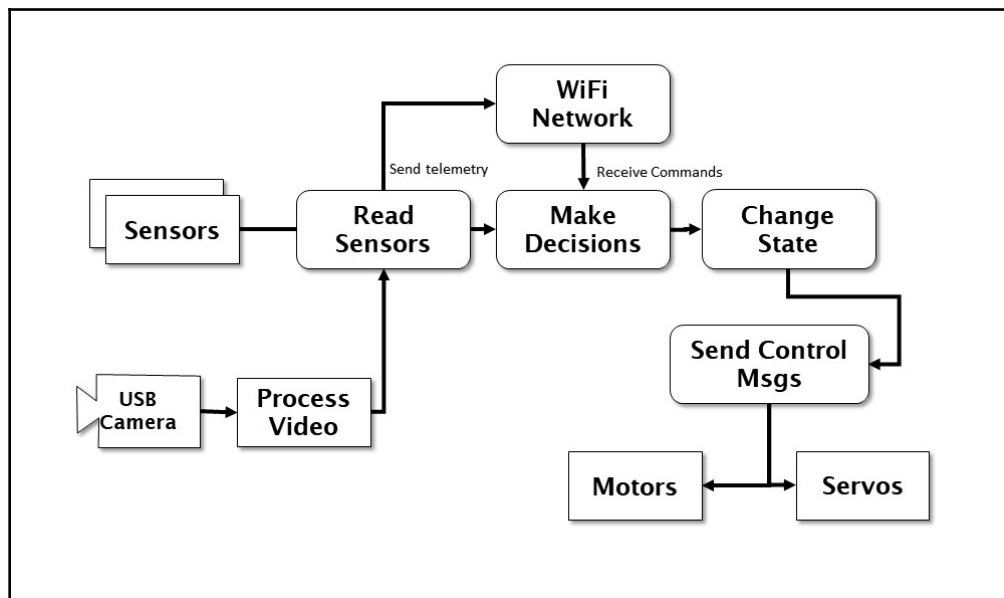 WiFi
Network
Send telemetry
Receive Commands
Sensors
Read
Sensors
Make
Decisions
Change
State
Send Control
Msgs
USB
Camera
Process
Video
Motors
Servos